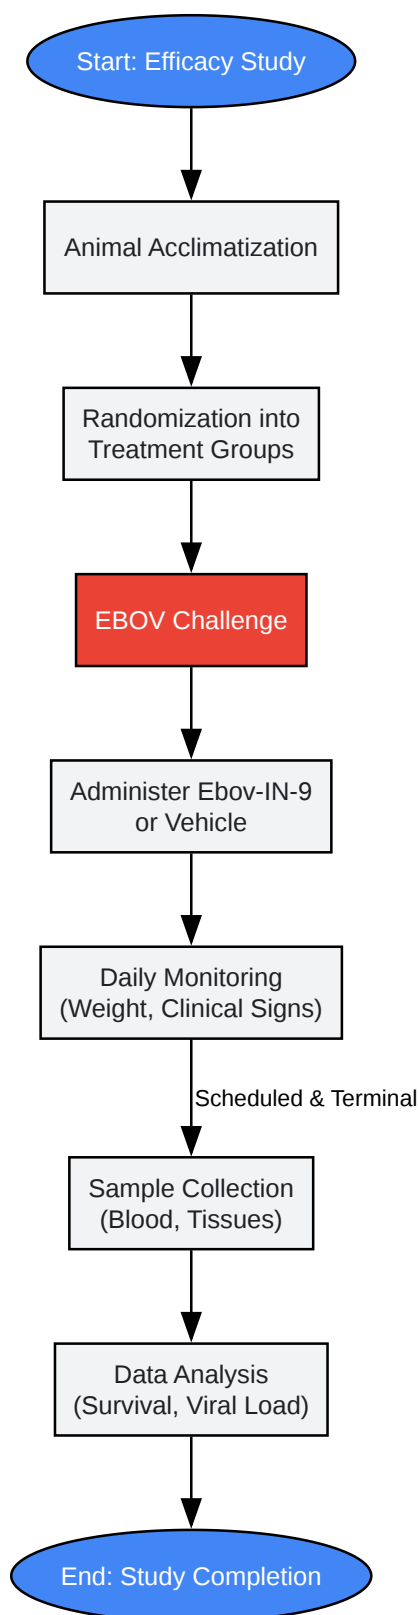 Start: Efficacy Study
Animal Acclimatization
Randomization into
Treatment Groups
EBOV Challenge
Administer Ebov-IN-9
or Vehicle
Daily Monitoring
(Weight, Clinical Signs)
Scheduled & Terminal
Sample Collection
(Blood, Tissues)
Data Analysis
(Survival, Viral Load)
End: Study Completion